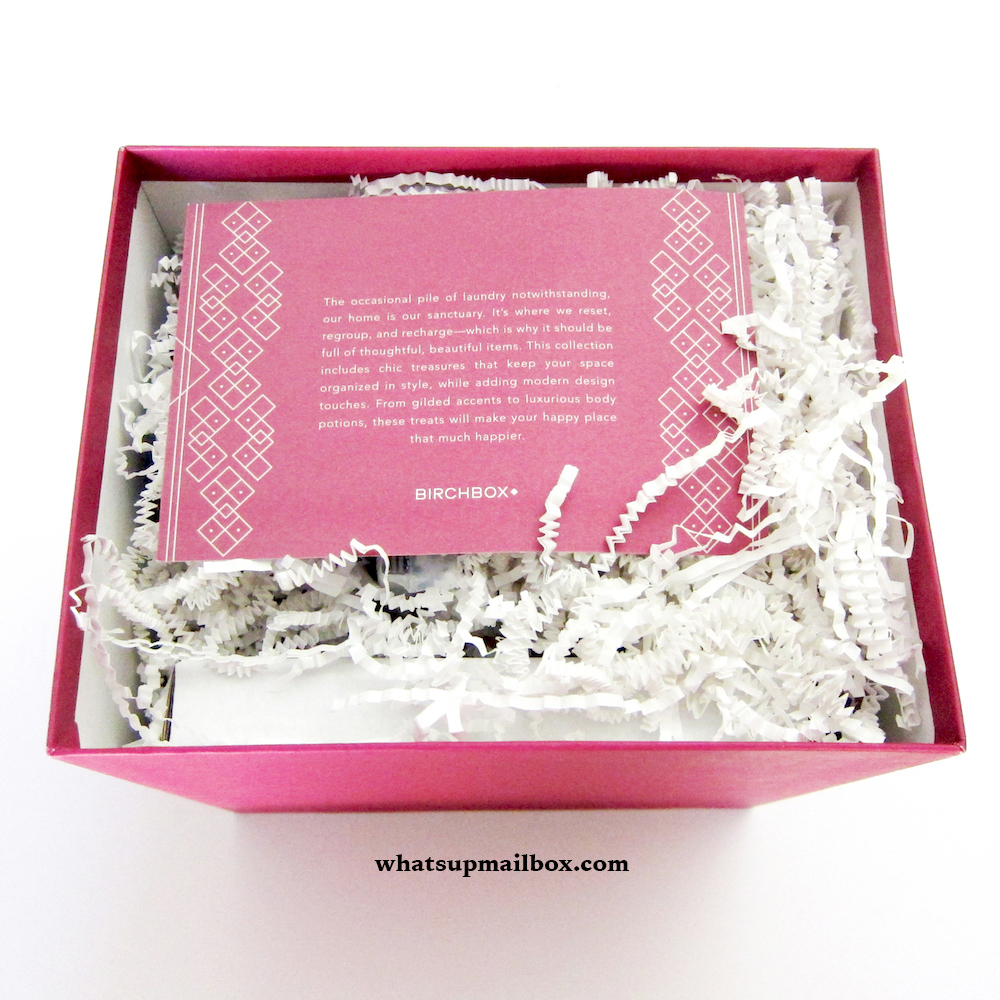 The occasional pile of laundry notwithstanding,
our home is our sanctuary. It's where we reset,
regroup, and recharge—which is why it should be
full of thoughtful, beautiful items. This collection
includes chic treasures that keep your space
organized in style, while adding modern design
touches. From gilded accents to luxurious body
potions, these treats will make your happy place
that much happier.
BIRCHBOX
whatsupmailbox.com